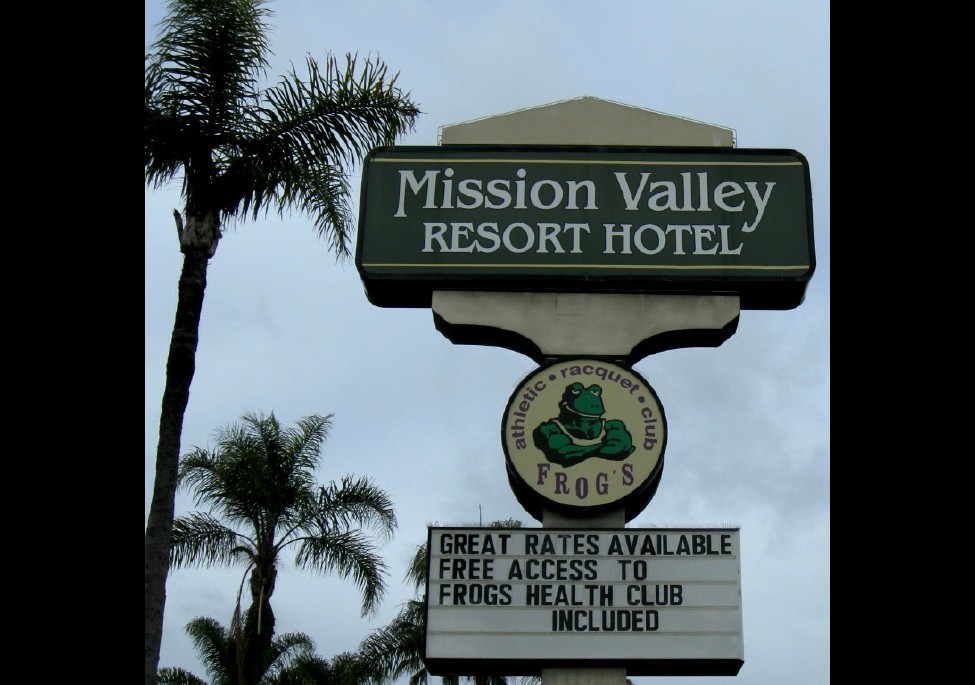 Mission Valley
RESORT HOTEL
athletic • racquet • club
FROG'S
GREAT RATES AVAILABLE
FREE ACCESS TO
FROGS HEALTH CLUB
INCLUDED